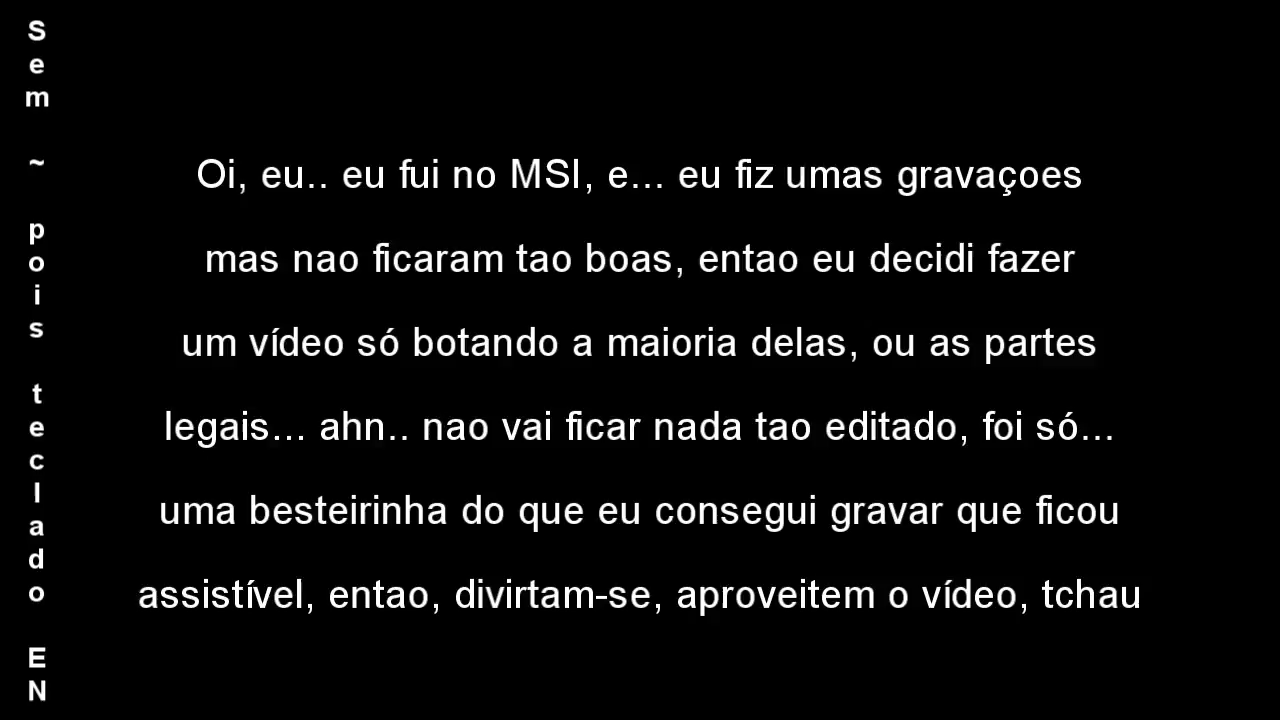 Sem ~ pois teclado EN
Oi, eu.. eu fui no MSI, e... eu fiz umas gravaçoes
mas nao ficaram tao boas, entao eu decidi fazer
um vídeo só botando a maioria delas, ou as partes
legais... ahn.. nao vai ficar nada tao editado, foi só...
uma besteirinha do que eu consegui gravar que ficou
assistível, entao, divirtam-se, aproveitem o vídeo, tchau